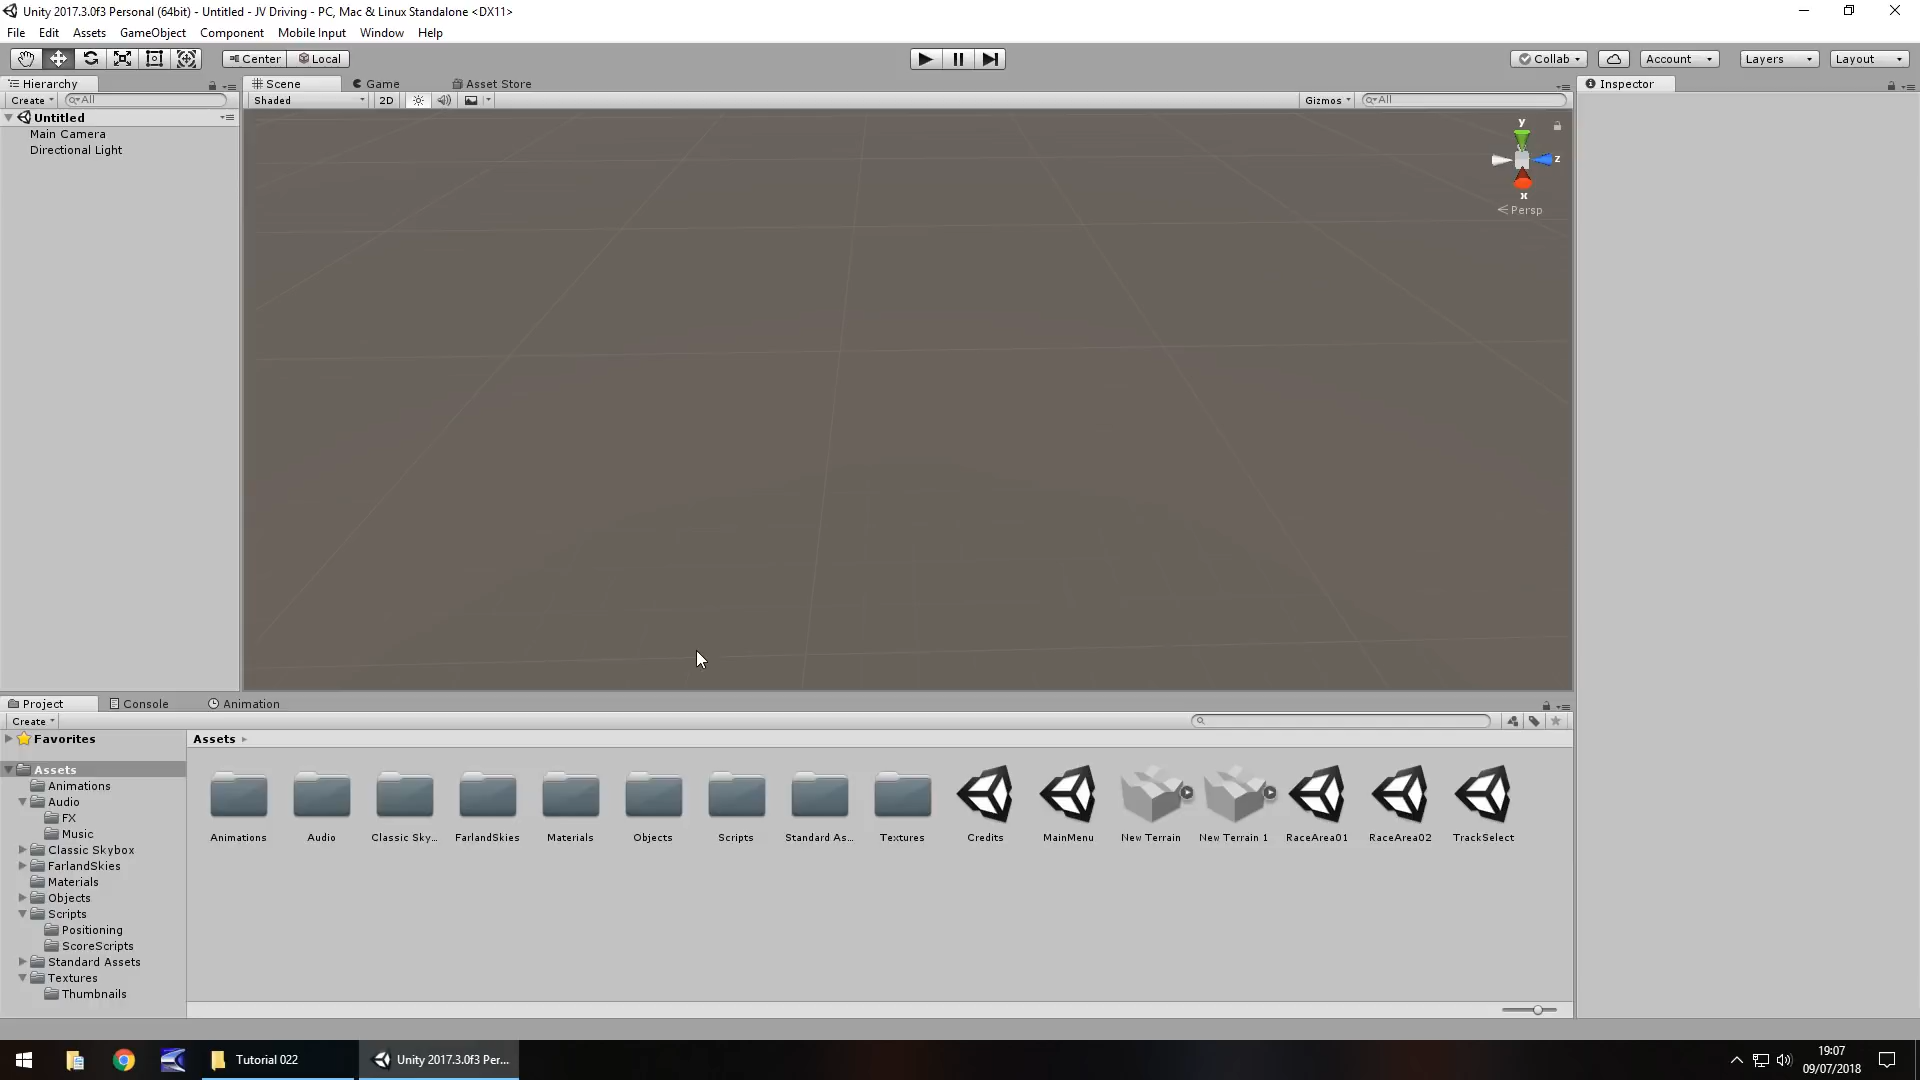 Unity 2017.3.0f3 Personal (64bit) - Untitled - JV Driving - PC, Mac & Linux Standalone <DX11>
File Edit Assets GameObject Component Mobile Input Window Help
Center Local Collab Account Layers Layout
Hierarchy Scene Game Asset Store Inspector
Create All Shaded 2D Gizmos All
Untitled
Main Camera
Directional Light
y
z
x
Persp
Project Console Animation
Create
Favorites
Assets
Assets
Animations
Audio
FX
Music
Classic Skybox
FarlandSkies
Materials
Objects
Scripts
Positioning
ScoreScripts
Standard Assets
Textures
Thumbnails
Animations Audio Classic Sky... FarlandSkies Materials Objects Scripts Standard As... Textures Credits MainMenu New Terrain New Terrain 1 RaceArea01 RaceArea02 TrackSelect
Tutorial 022 Unity 2017.3.0f3 Per...
19:07
09/07/2018